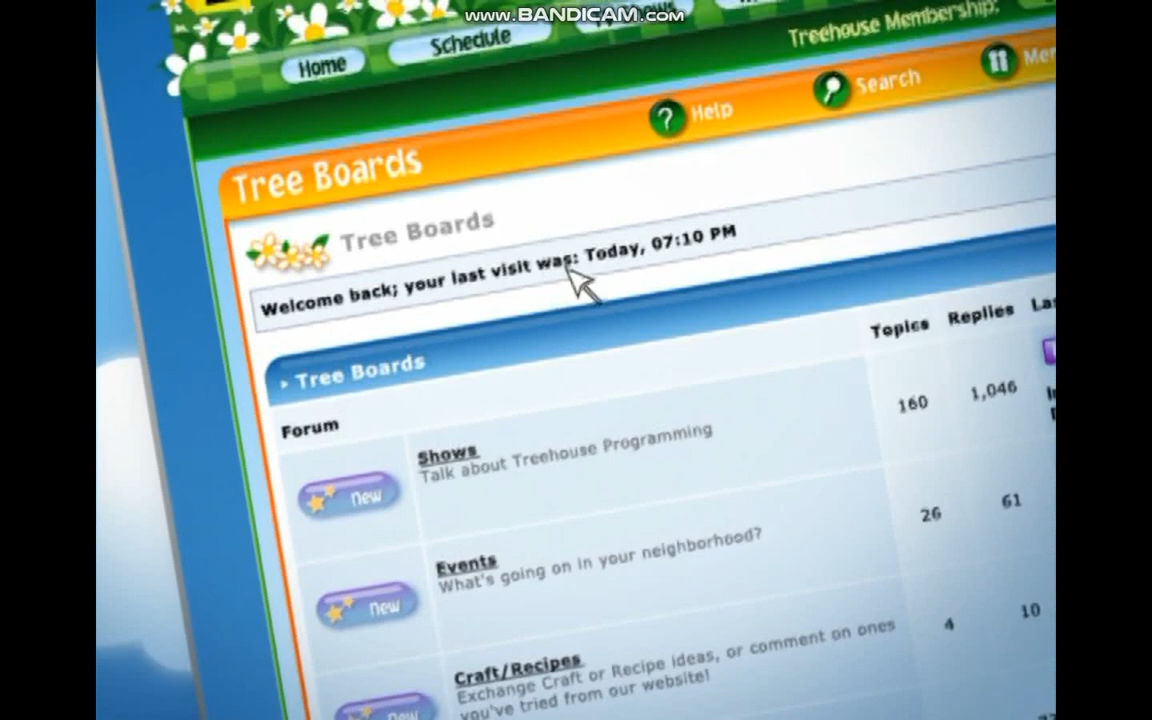 www.BANDICAM.com
Home
Schedule
Treehouse Membership:
Help
Search
Tree Boards
Tree Boards
Welcome back; your last visit was: Today, 07:10 PM
Tree Boards
Forum
Topics
Replies
New
Shows
Talk about Treehouse Programming
160
1,046
New
Events
What's going on in your neighborhood?
26
61
New
Craft/Recipes
Exchange Craft or Recipe ideas, or comment on ones
you've tried from our website!
4
10